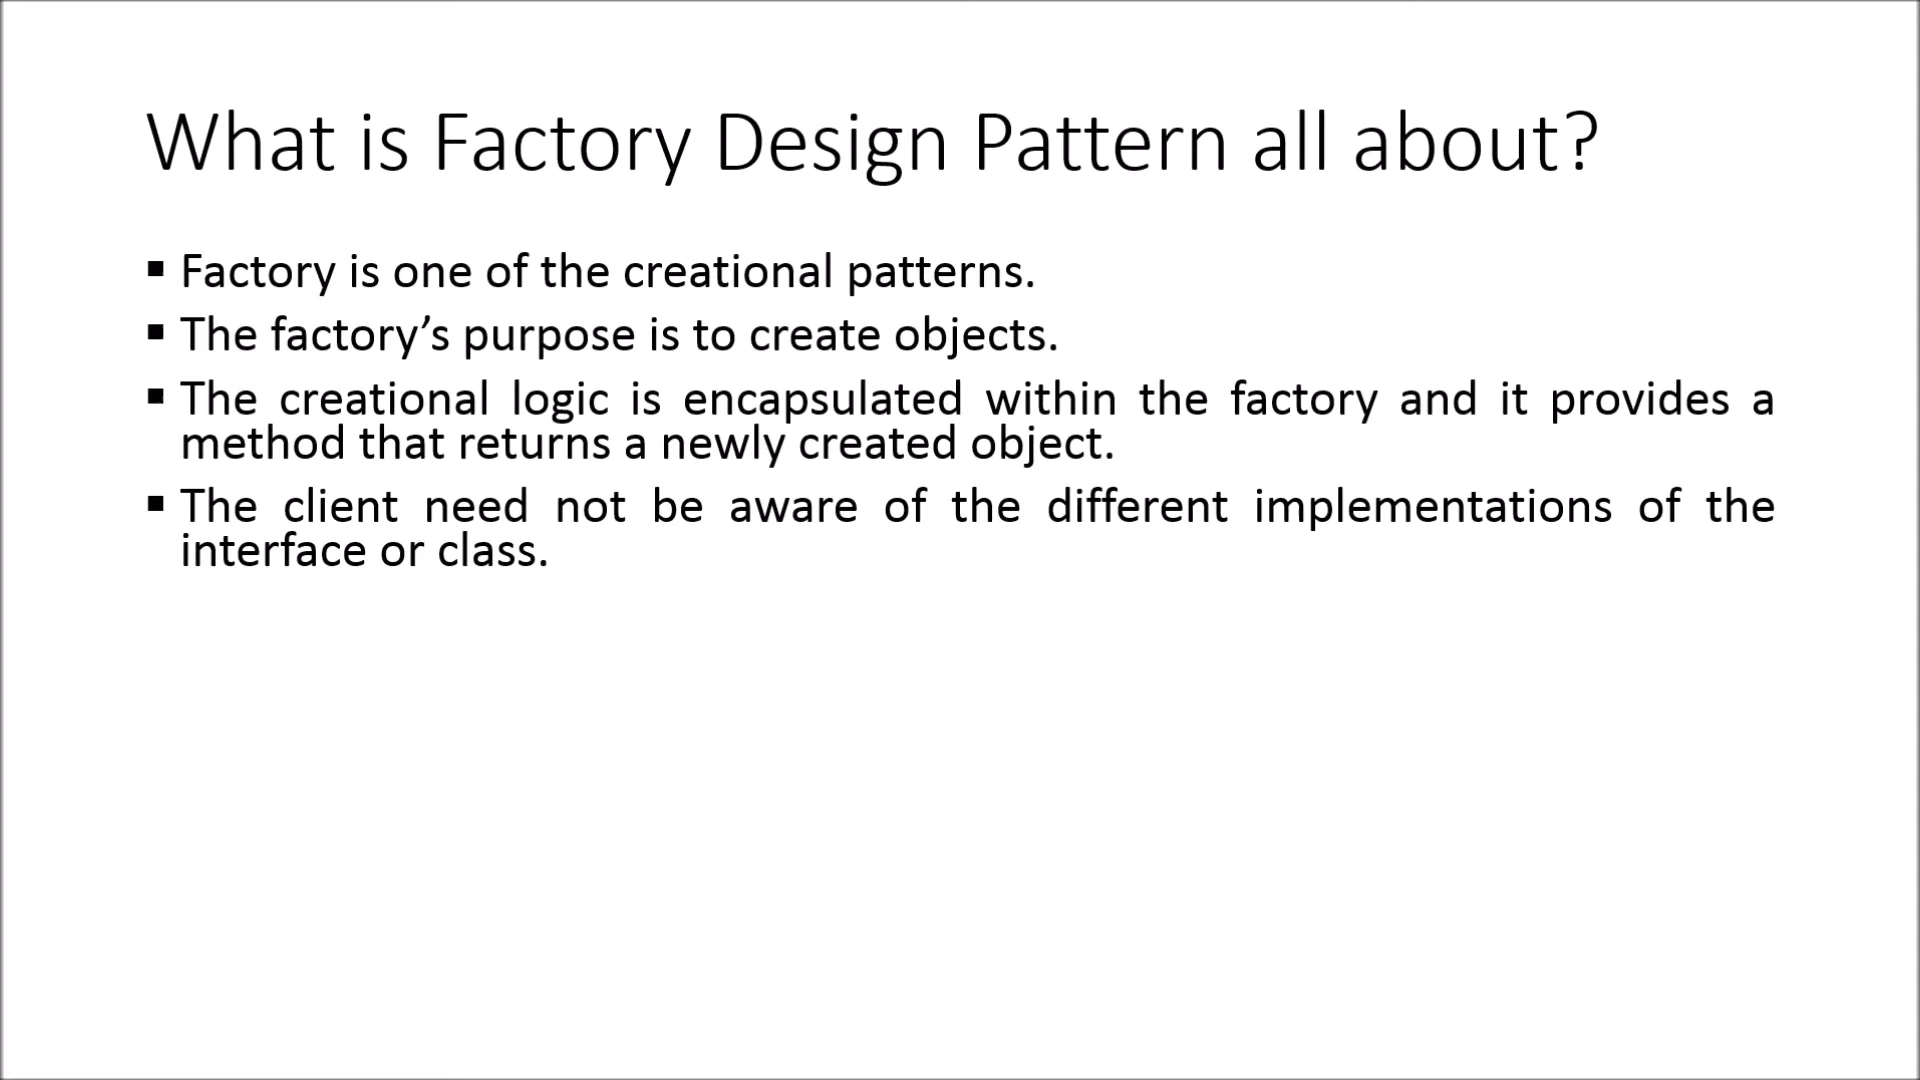 What is Factory Design Pattern all about?
▪ Factory is one of the creational patterns.
▪ The factory’s purpose is to create objects.
▪ The creational logic is encapsulated within the factory and it provides a
method that returns a newly created object.
▪ The client need not be aware of the different implementations of the
interface or class.